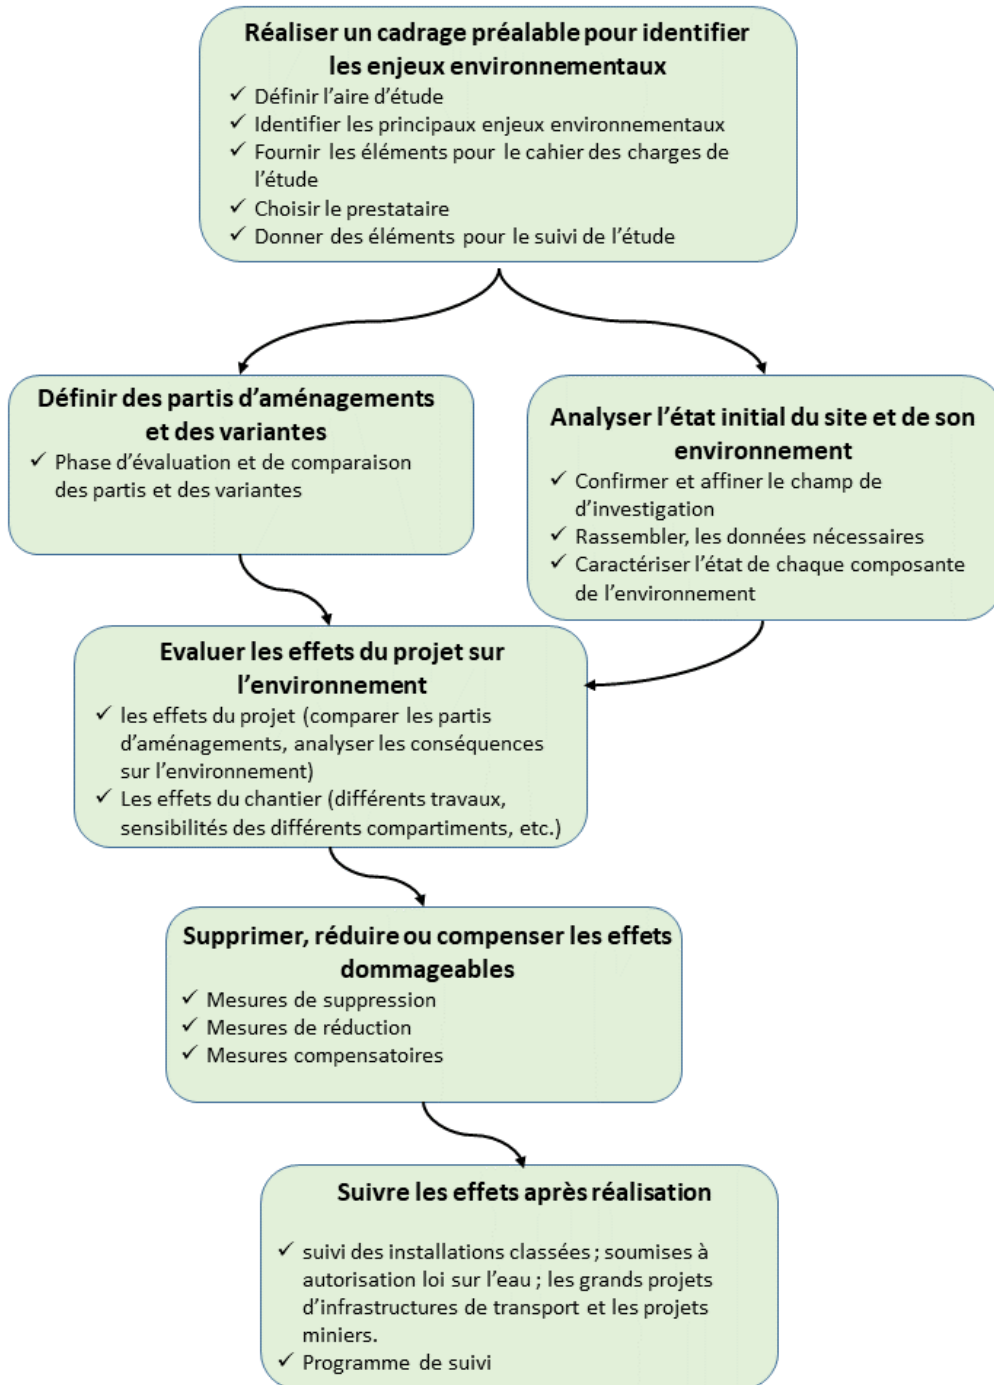 Réaliser un cadrage préalable pour identifier
les enjeux environnementaux
✓ Définir l'aire d'étude
✓ Identifier les principaux enjeux environnementaux
✓ Fournir les éléments pour le cahier des charges de
l'étude
✓ Choisir le prestataire
✓ Donner des éléments pour le suivi de l'étude
Définir des partis d'aménagements
et des variantes
✓ Phase d'évaluation et de comparaison
des partis et des variantes
Analyser l'état initial du site et de son
environnement
✓ Confirmer et affiner le champ de
d'investigation
✓ Rassembler, les données nécessaires
✓ Caractériser l'état de chaque composante
de l'environnement
Evaluer les effets du projet sur
l'environnement
✓ les effets du projet (comparer les partis
d'aménagements, analyser les conséquences
sur l'environnement)
✓ Les effets du chantier (différents travaux,
sensibilités des différents compartiments, etc.)
Supprimer, réduire ou compenser les effets
dommageables
✓ Mesures de suppression
✓ Mesures de réduction
✓ Mesures compensatoires
Suivre les effets après réalisation
✓ suivi des installations classées ; soumises à
autorisation loi sur l'eau ; les grands projets
d'infrastructures de transport et les projets
miniers.
✓ Programme de suivi